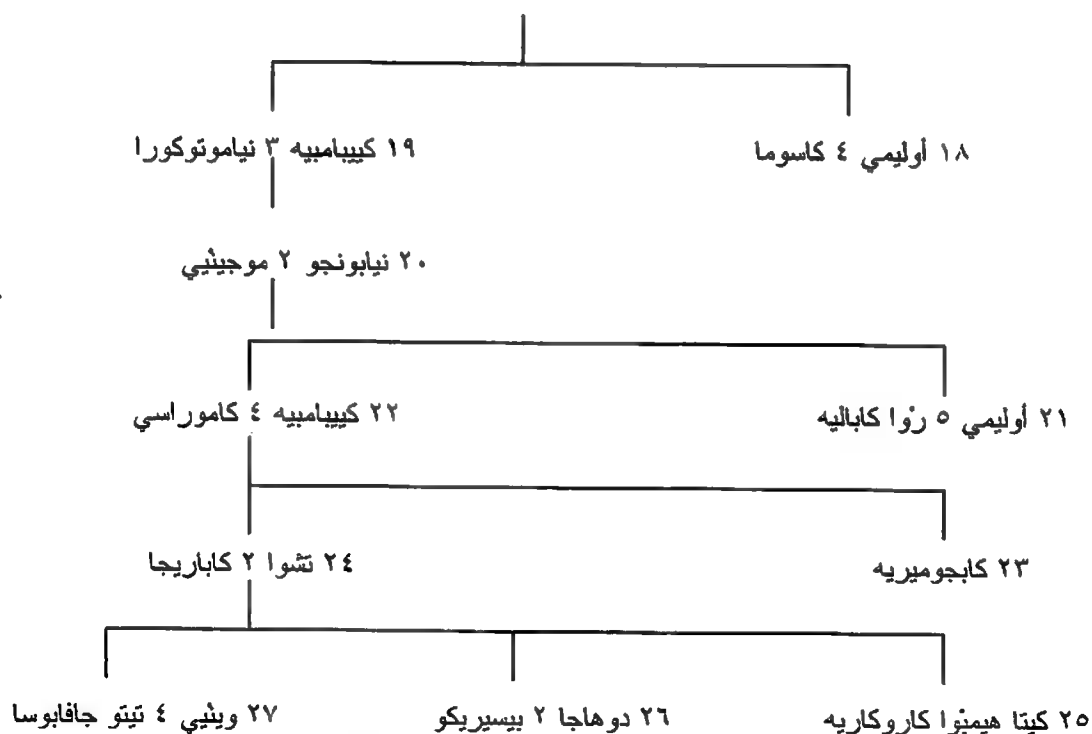 ١٨ أوليمي ٤ كاسوما
١٩ كييبامبيه ٣ نياموتوكورا
٢٠ نيابونجو ٢ موجينيي
٢١ أوليمي ٥ رْوا كاباليه
٢٢ كييبامبيه ٤ كاموراسي
٢٣ كابجوميريه
٢٤ تشوا ٢ كاباريجا
٢٥ كيتا هيمبْوا كاروكاريه
٢٦ دوهاجا ٢ بيسيريكو
٢٧ وينيي ٤ تيتو جافابوسا